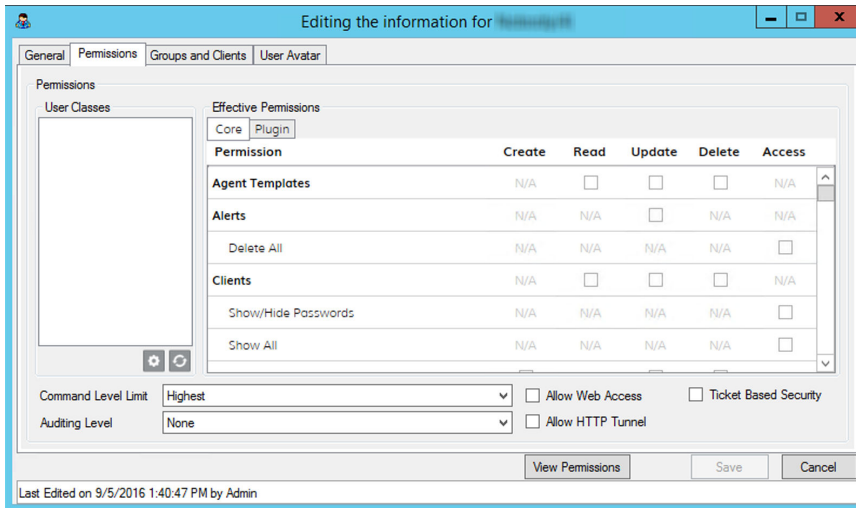 Editing the information for
General Permissions Groups and Clients User Avatar
Permissions
User Classes
Effective Permissions
Core Plugin
Permission Create Read Update Delete Access
Agent Templates N/A N/A
Alerts N/A N/A N/A N/A
Delete All N/A N/A N/A N/A
Clients N/A N/A
Show/Hide Passwords N/A N/A N/A N/A
Show All N/A N/A N/A N/A
Command Level Limit Highest Allow Web Access Ticket Based Security
Auditing Level None Allow HTTP Tunnel
View Permissions Save Cancel
Last Edited on 9/5/2016 1:40:47 PM by Admin